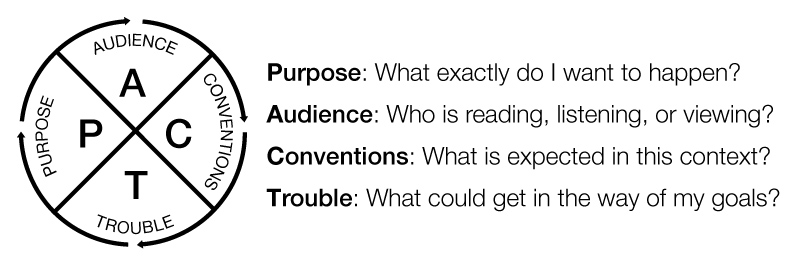 AUDIENCE
A
CONVENTIONS
C
PURPOSE
P
T
TROUBLE
Purpose: What exactly do I want to happen?
Audience: Who is reading, listening, or viewing?
Conventions: What is expected in this context?
Trouble: What could get in the way of my goals?